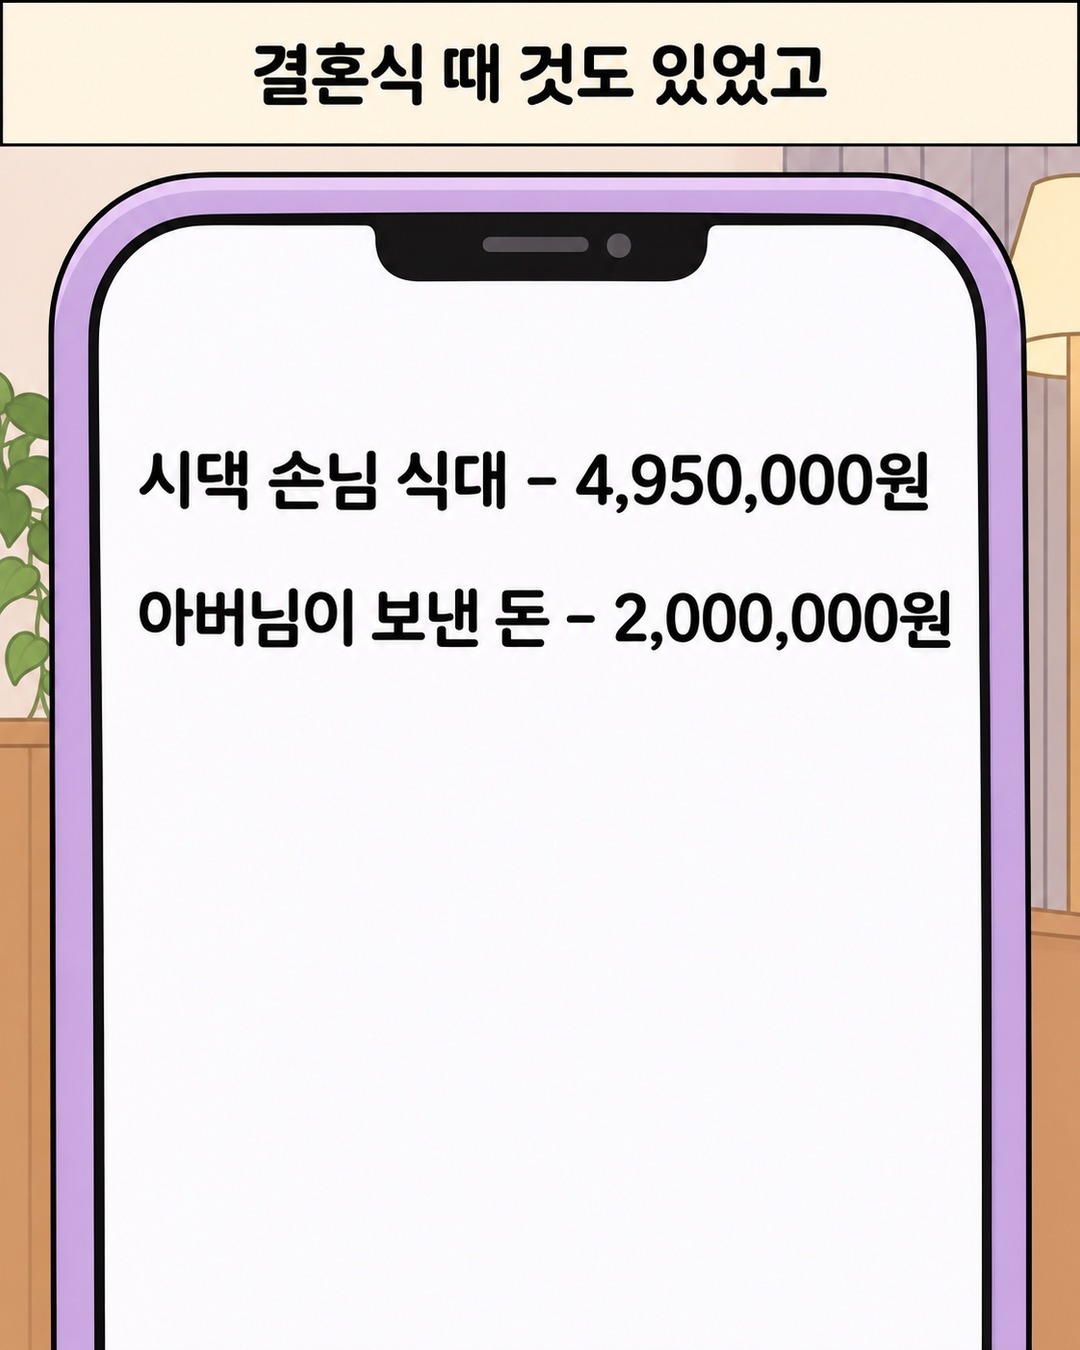 결혼식 때 것도 있었고
시댁 손님 식대 - 4,950,000원
아버님이 보낸 돈 - 2,000,000원